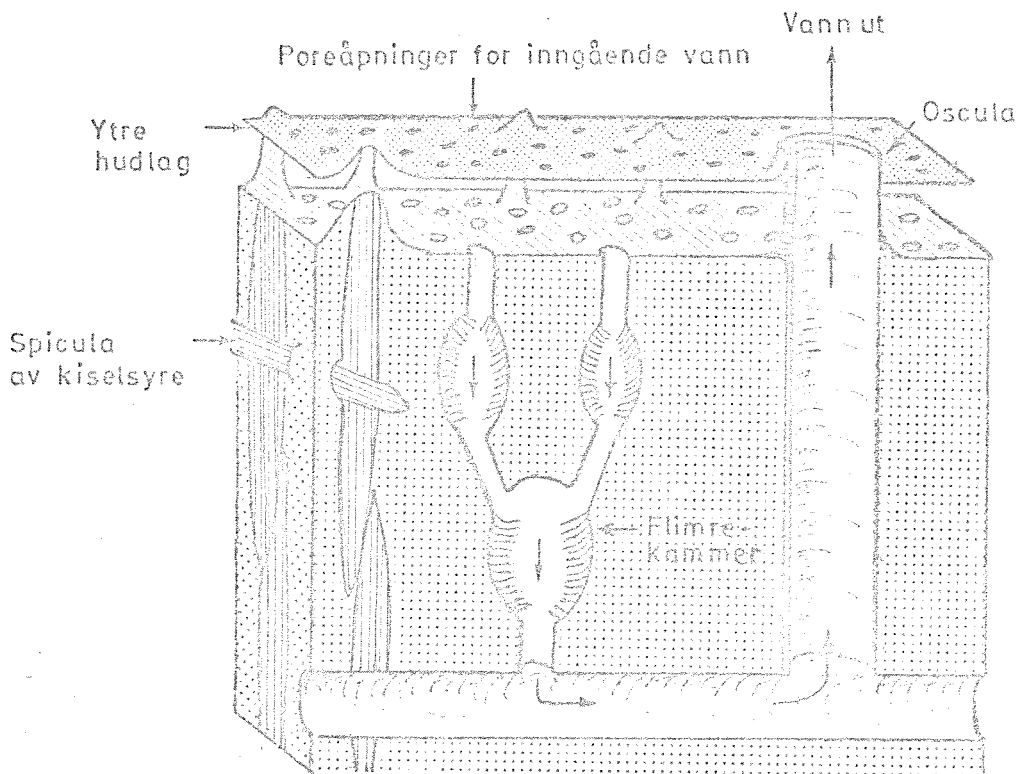 Vann ut
Poreåpninger for inngående vann
Oscula
Ytre
hudlag
Spicula
av kiselsyre
Flimre-
kammer